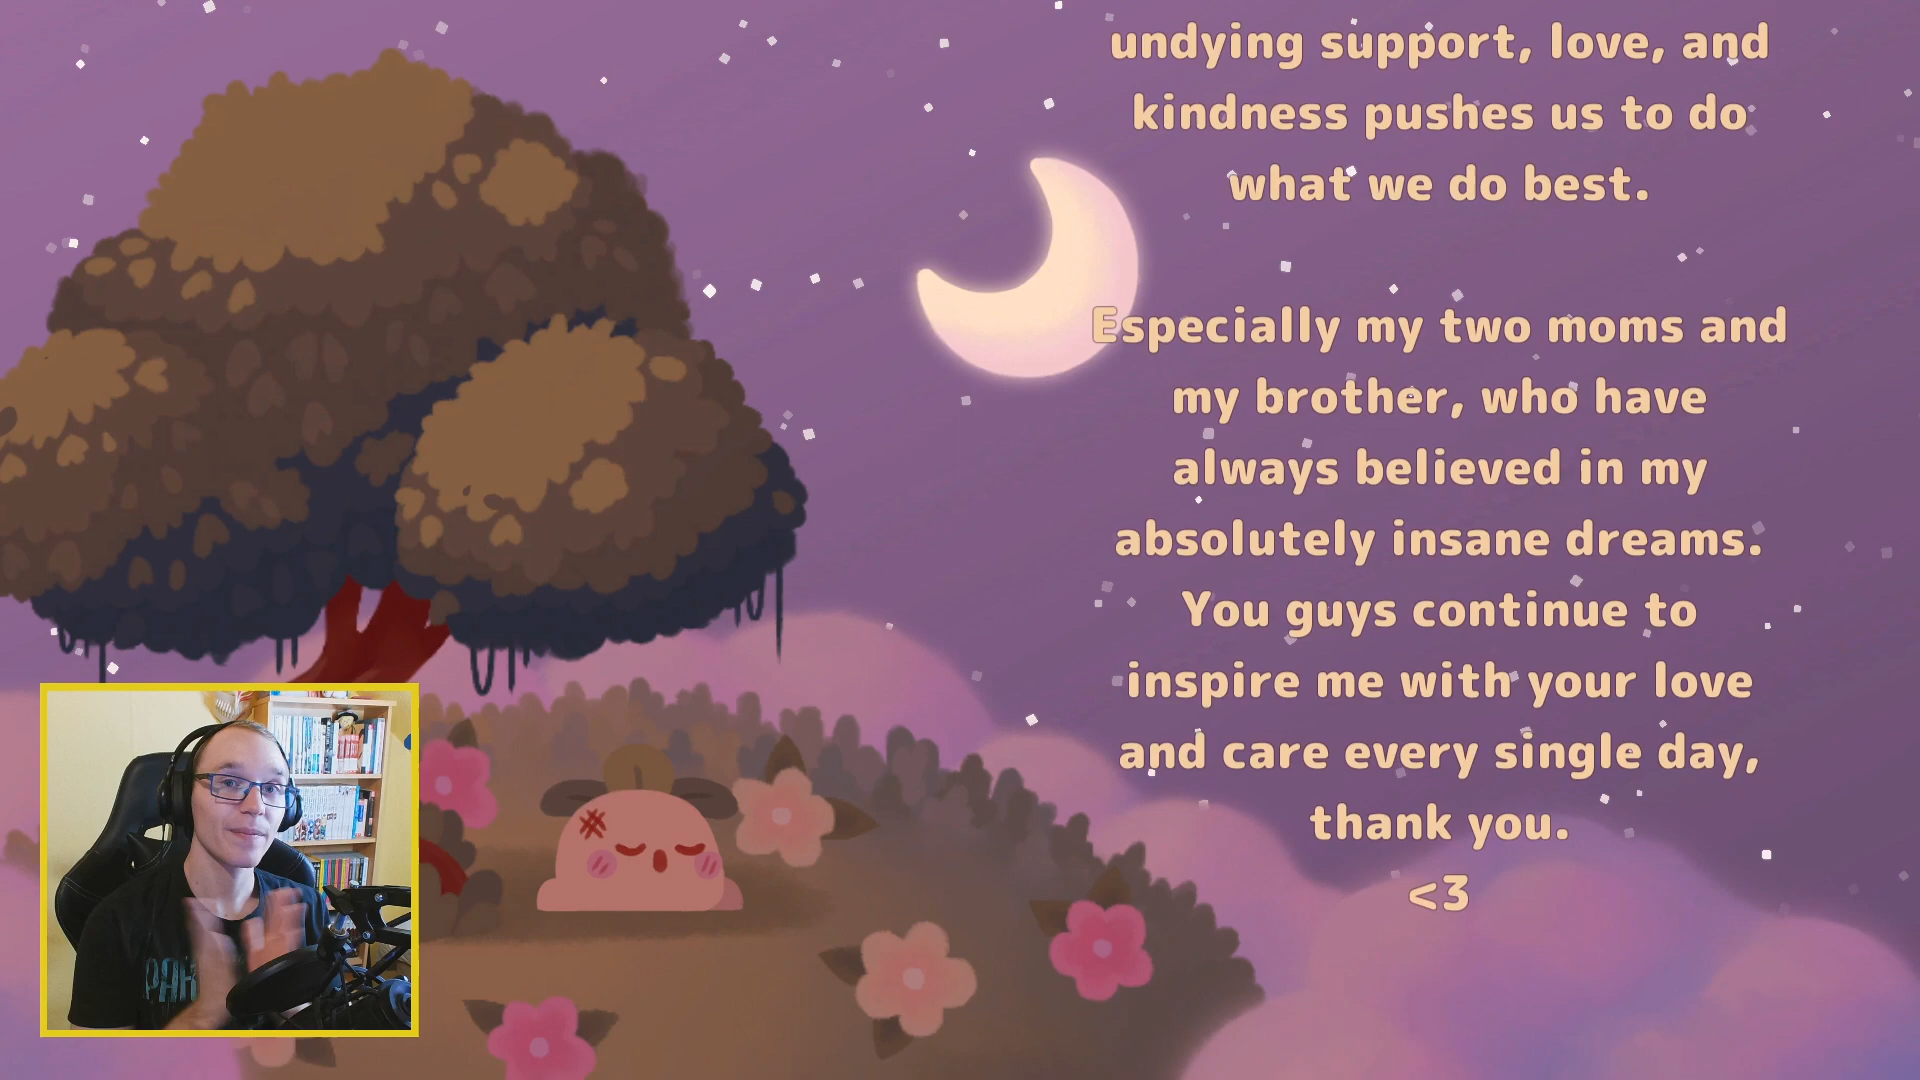 undying support, love, and
kindness pushes us to do
what we do best.
Especially my two moms and
my brother, who have
always believed in my
absolutely insane dreams.
You guys continue to
inspire me with your love
and care every single day,
thank you.
<3